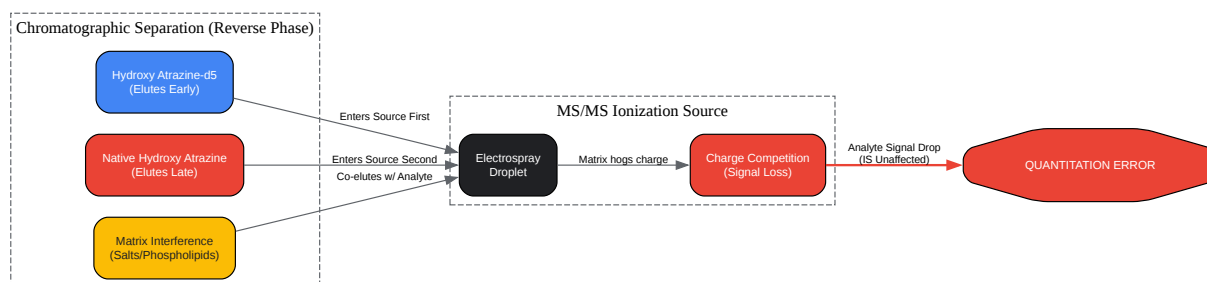 Chromatographic Separation (Reverse Phase)
Hydroxy Atrazine-d5
(Elutes Early)
Enters Source First
Native Hydroxy Atrazine
(Elutes Late)
Enters Source Second
Co-elutes w/ Analyte
Matrix Interference
(Salts/Phospholipids)
MS/MS Ionization Source
Electrospray
Droplet
Matrix hogs charge
Charge Competition
(Signal Loss)
Analyte Signal Drop
(IS Unaffected)
QUANTITATION ERROR